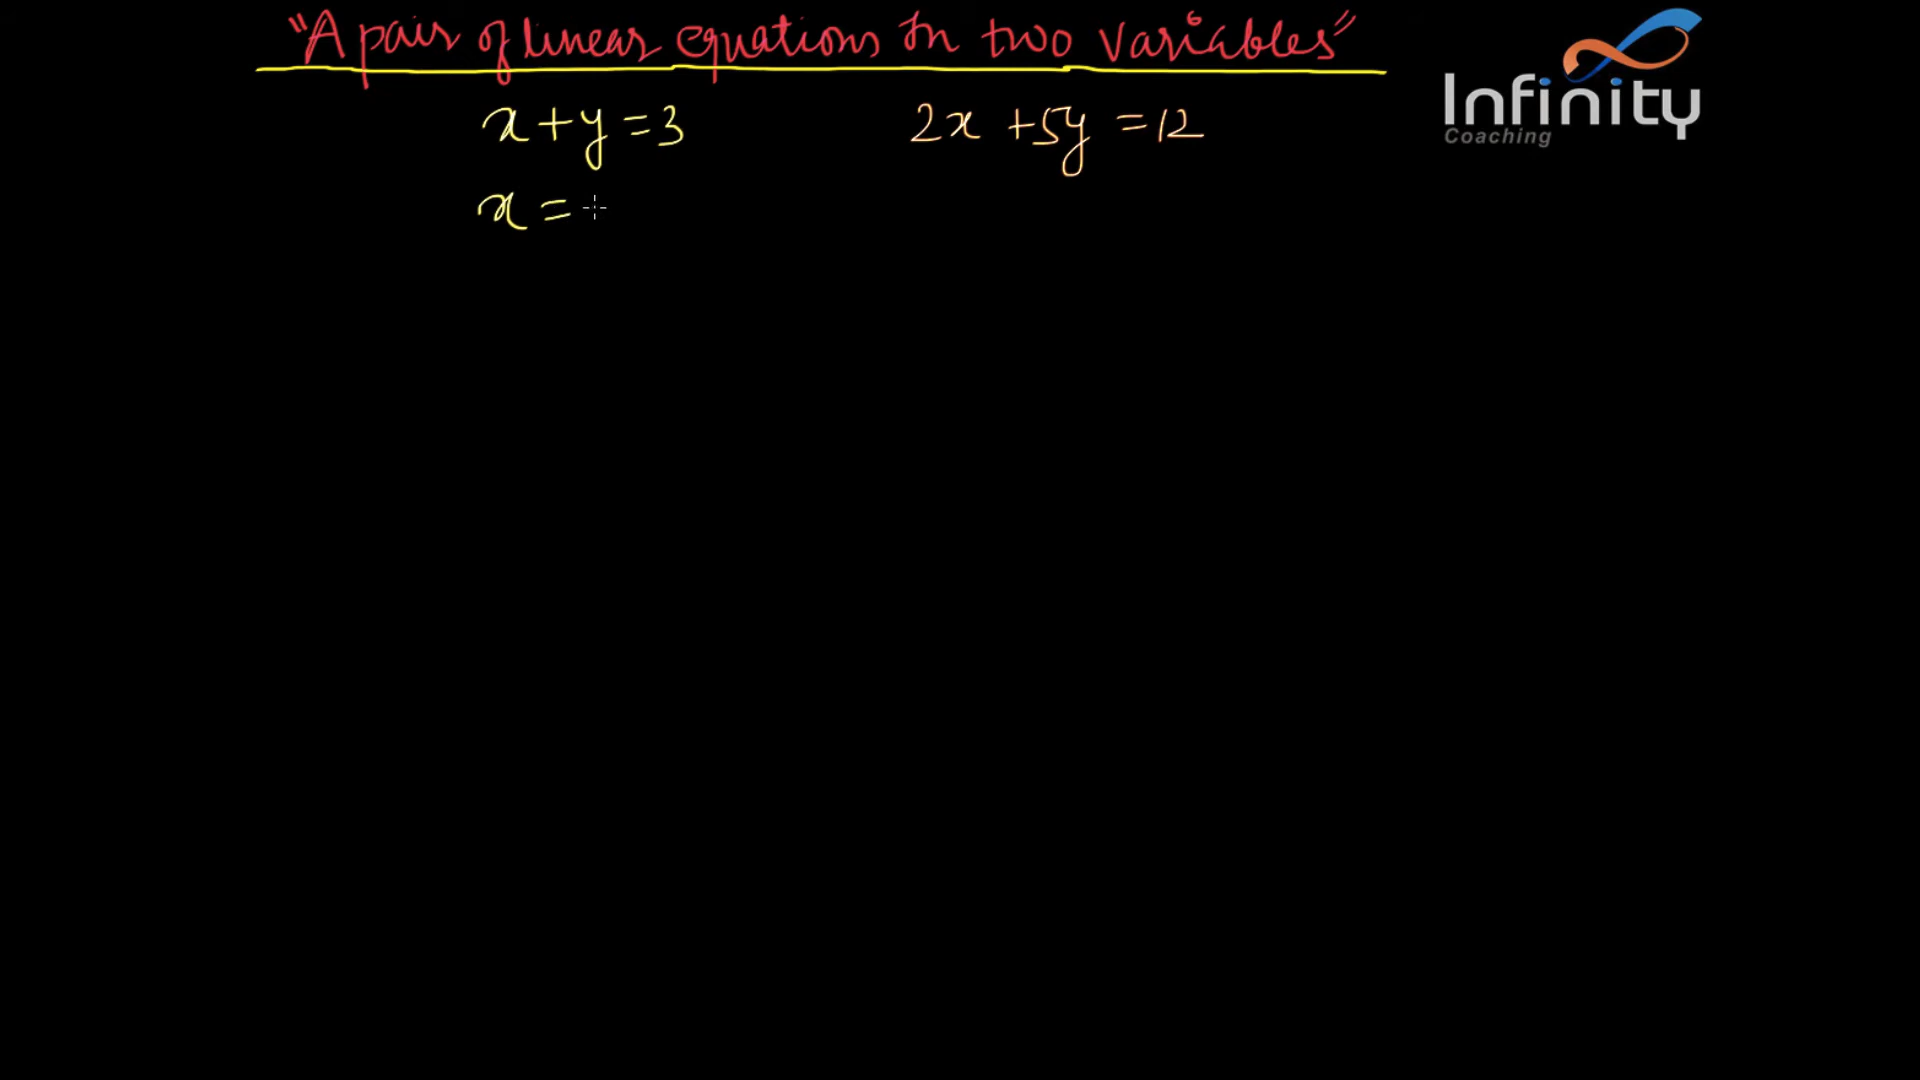 "A pair of linear equations In two variables"
Infinity
Coaching
x + y = 3
2x + 5y = 12
x =